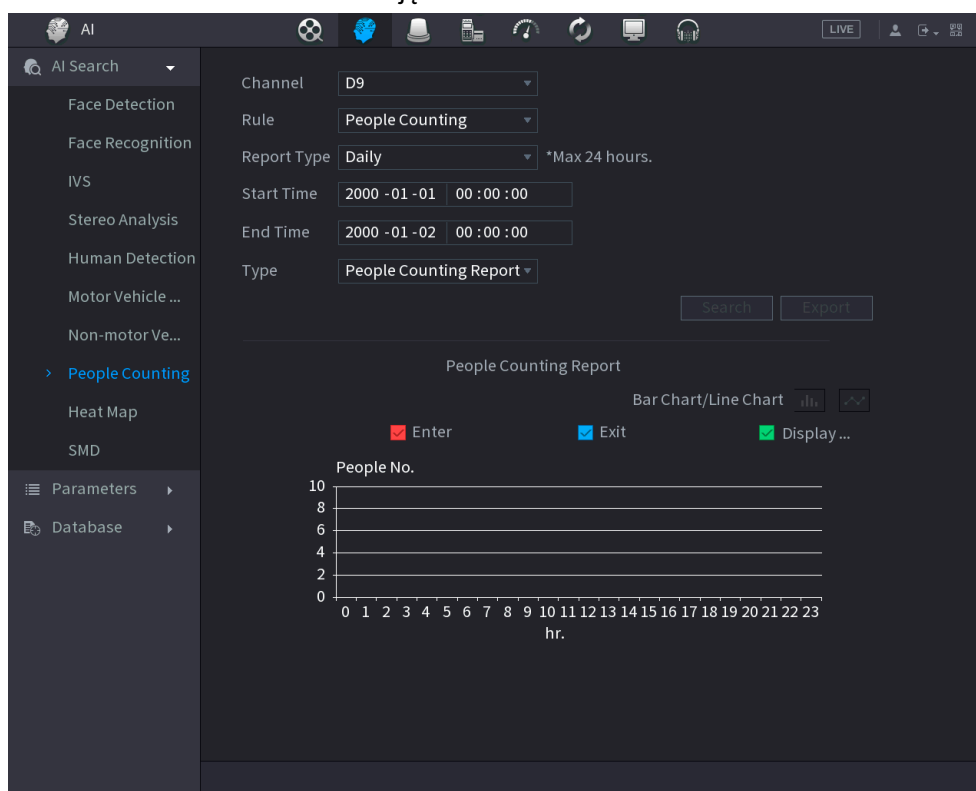 AI
LIVE
AI Search
Face Detection
Face Recognition
IVS
Stereo Analysis
Human Detection
Motor Vehicle ...
Non-motor Ve...
People Counting
Heat Map
SMD
Parameters
Database
Channel D9
Rule People Counting
Report Type Daily *Max 24 hours.
Start Time 2000 -01 -01 00 :00 :00
End Time 2000 -01 -02 00 :00 :00
Type People Counting Report
Search Export
People Counting Report
Bar Chart/Line Chart
Enter Exit Display ...
People No.
10
8
6
4
2
0
0 1 2 3 4 5 6 7 8 9 10 11 12 13 14 15 16 17 18 19 20 21 22 23
hr.